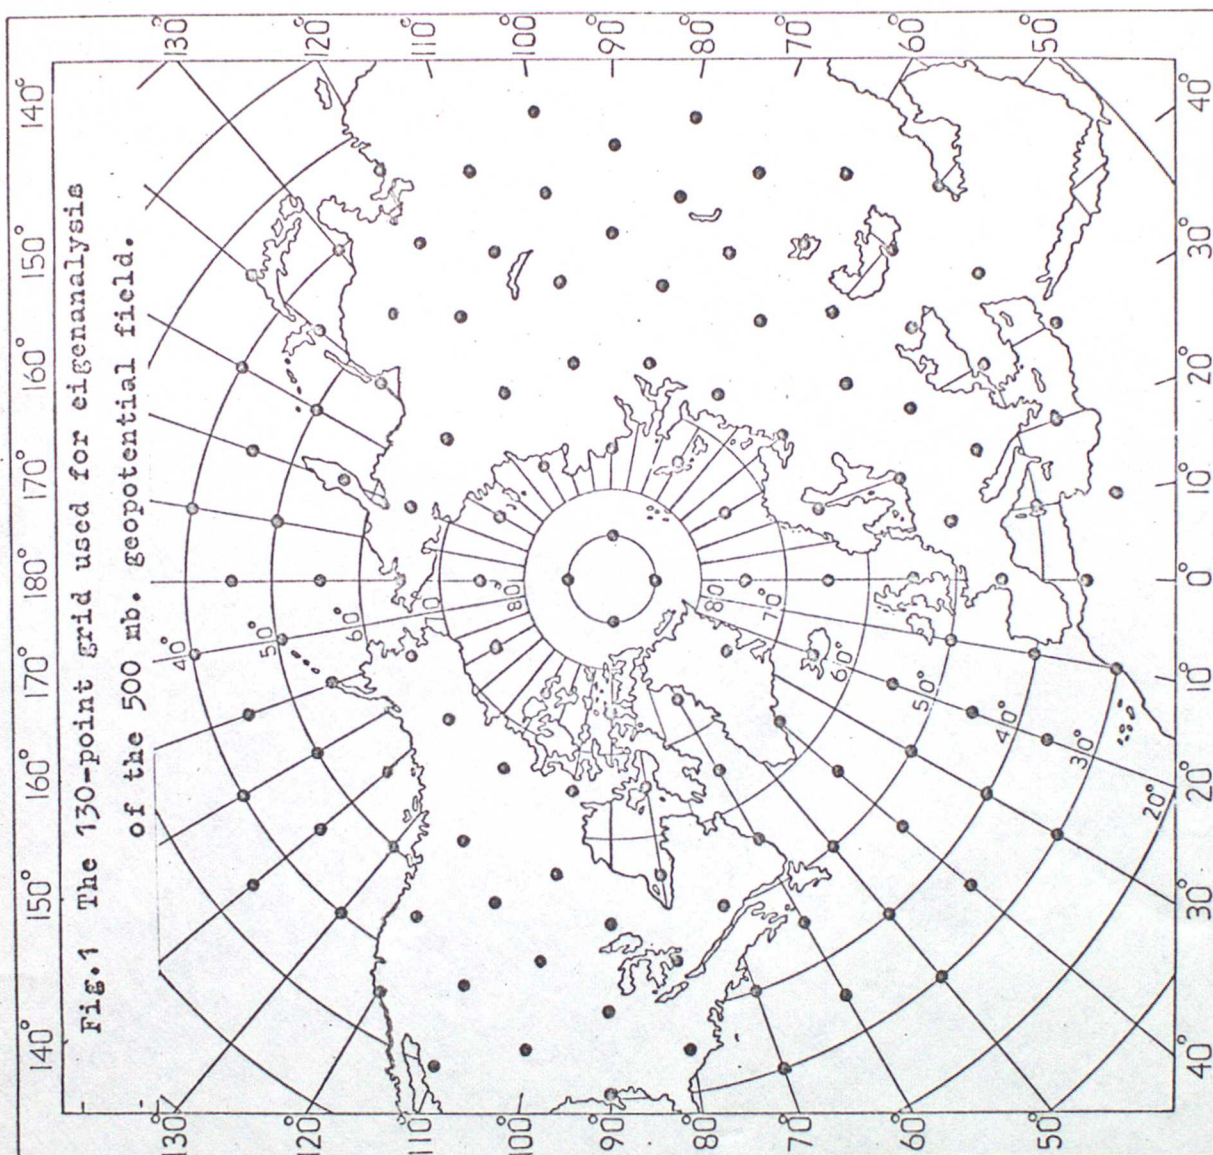 Fig.1 The 130-point grid used for eigenanalysis
of the 500 mb. geopotential field.
130° 120° 110° 100° 90° 80° 70° 60° 50°
140° 150° 160° 170° 180° 170° 160° 150° 140°
40° 30° 20° 10° 0° 10° 20° 30° 40°
130° 120° 110° 100° 90° 80° 70° 60° 50°
40° 50° 60 80
80 70° 60° 50° 40° 30° 20°